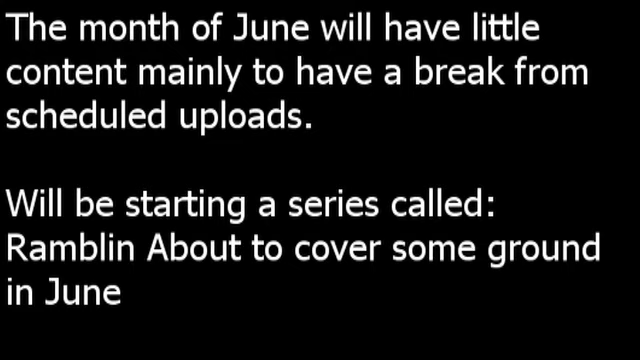 The month of June will have little
content mainly to have a break from
scheduled uploads.
Will be starting a series called:
Ramblin About to cover some ground
in June